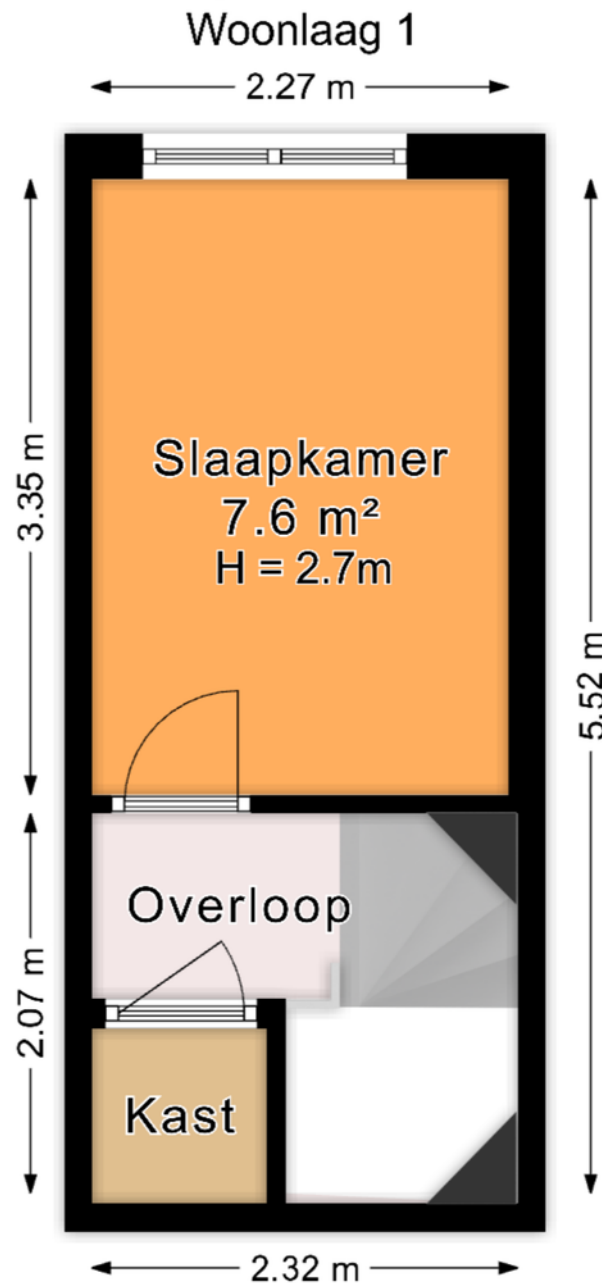 Woonlaag 1
2.27 m
3.35 m
Slaapkamer
7.6 m²
H = 2.7m
5.52 m
Overloop
2.07 m
Kast
2.32 m